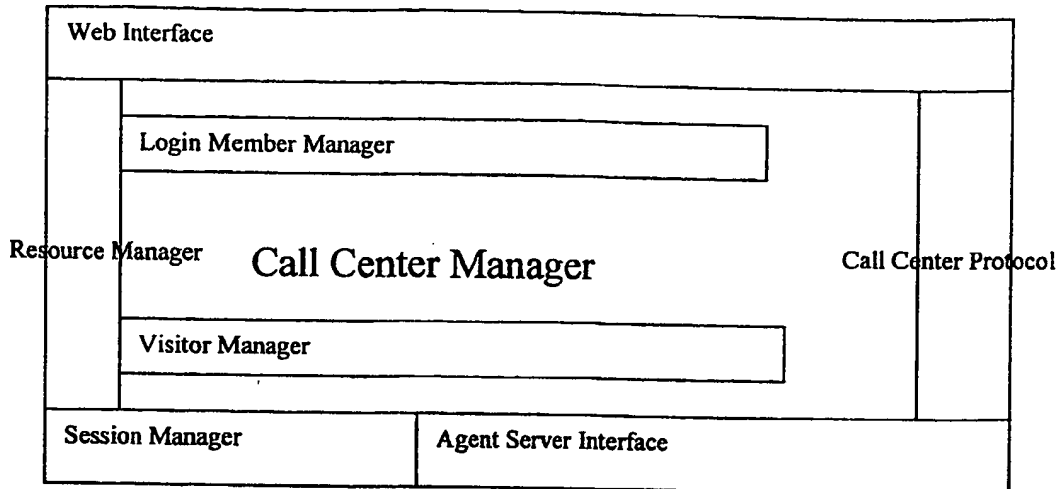 Web Interface
Login Member Manager
Resource Manager
Call Center Manager
Call Center Protocol
Visitor Manager
Session Manager
Agent Server Interface